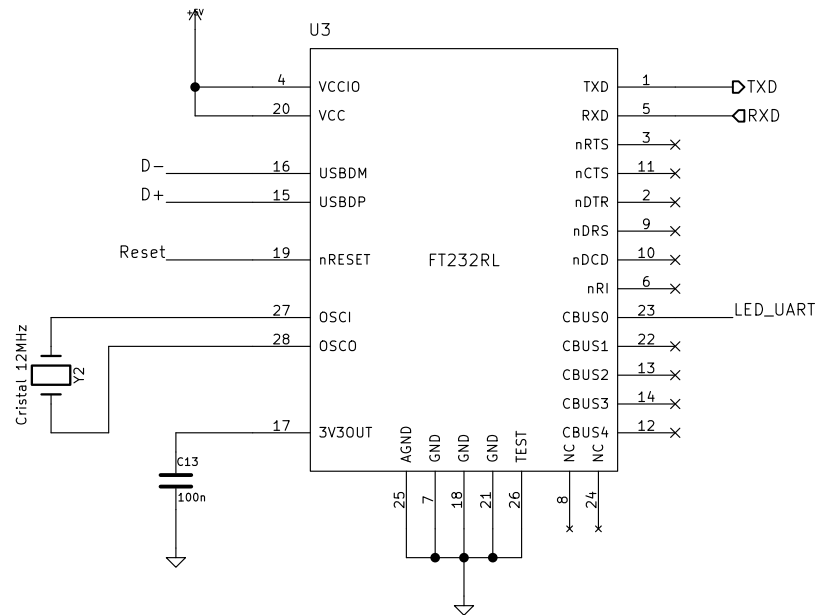 +5V
U3
4 VCCIO TXD 1 TXD
20 VCC RXD 5 RXD
nRTS 3
D- 16 USBDM nCTS 11
D+ 15 USBDP nDTR 2
nDRS 9
Reset 19 nRESET FT232RL nDCD 10
nRI 6
27 OSCI CBUS0 23 LED_UART
28 OSCO CBUS1 22
Cristal 12MHz
Y2
CBUS2 13
CBUS3 14
17 3V3OUT CBUS4 12
AGND GND GND GND TEST NC NC
C13
100n
25 7 18 21 26 8 24